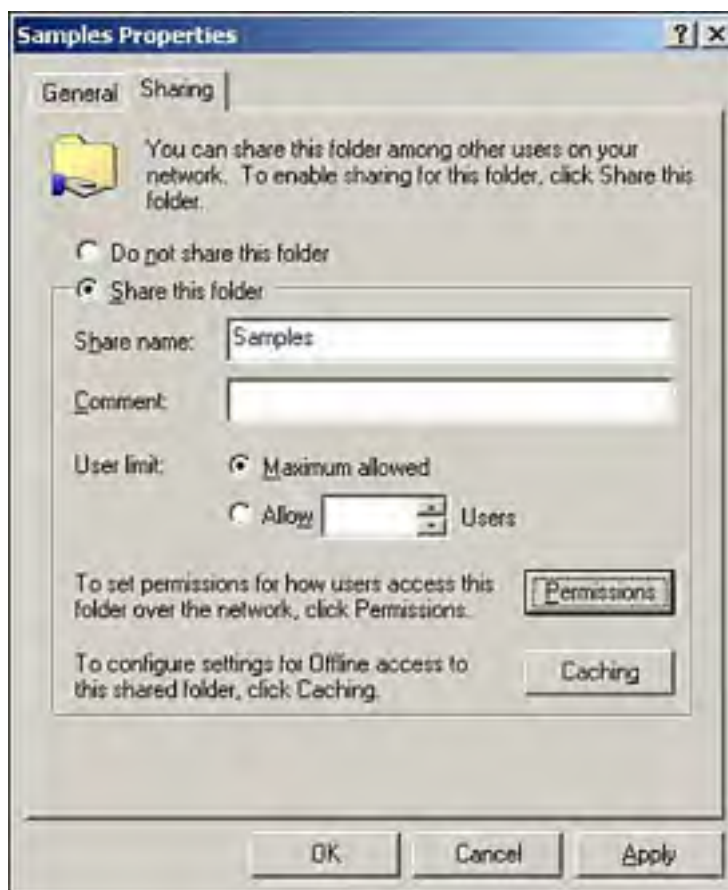 Samples Properties
General Sharing
You can share this folder among other users on your
network. To enable sharing for this folder, click Share this
folder.
Do not share this folder
Share this folder
Share name: Samples
Comment:
User limit: Maximum allowed
Allow Users
To set permissions for how users access this
folder over the network, click Permissions.
Permissions
To configure settings for Offline access to
this shared folder, click Caching.
Caching
OK Cancel Apply